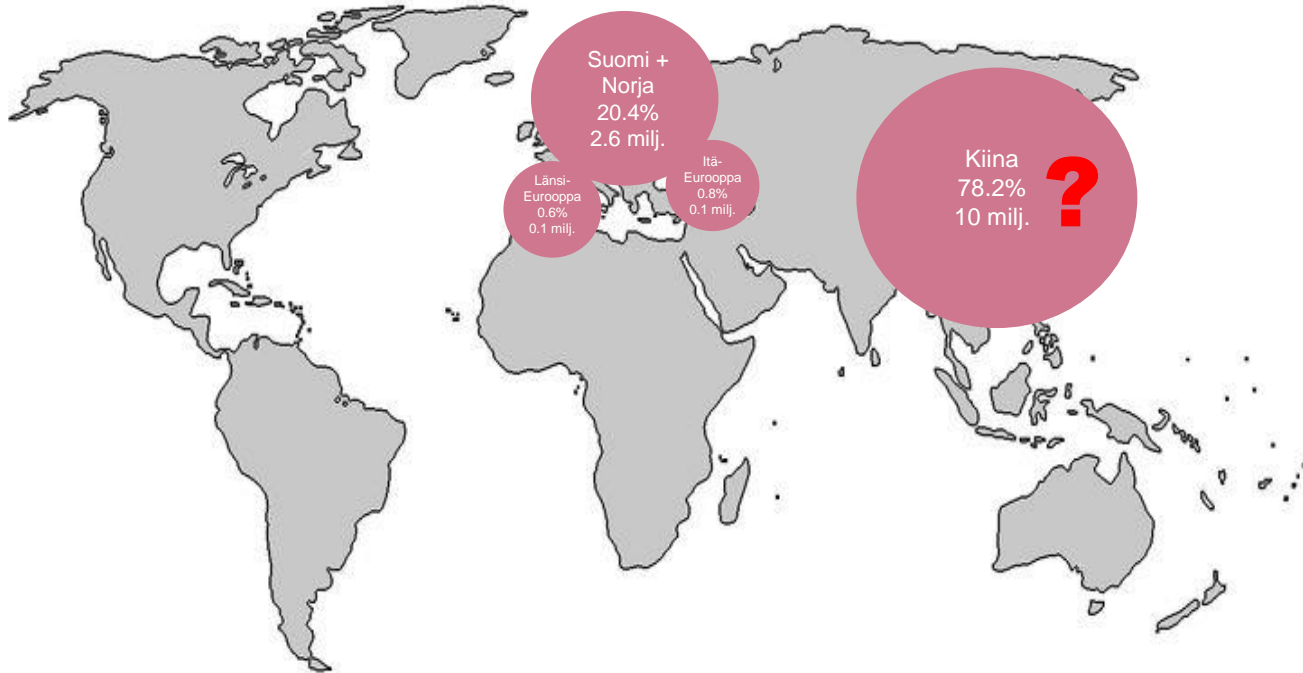 Suomi +
Norja
20.4%
2.6 milj.
Länsi-
Eurooppa
0.6%
0.1 milj.
Itä-
Eurooppa
0.8%
0.1 milj.
Kiina
78.2%
10 milj.
?